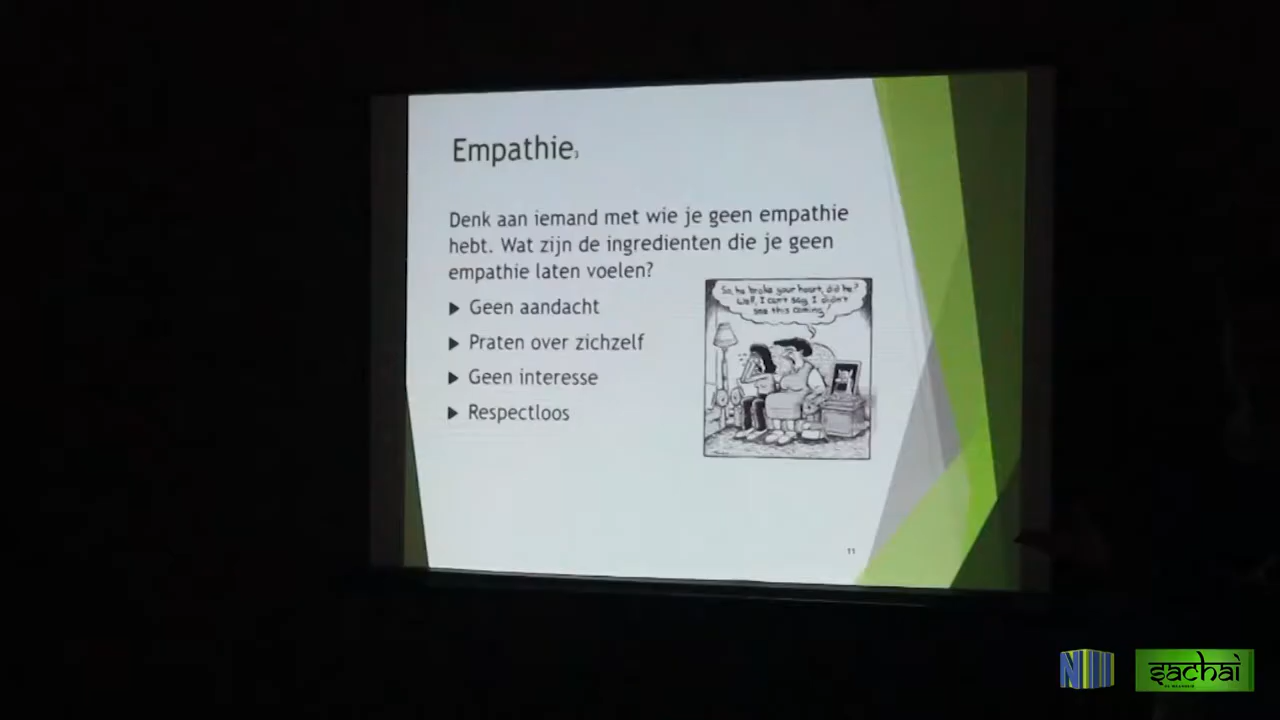 Empathie₃
Denk aan iemand met wie je geen empathie
hebt. Wat zijn de ingredienten die je geen
empathie laten voelen?
Geen aandacht
Praten over zichzelf
Geen interesse
Respectloos
So, he broke your heart, did he?
Well, I can't say I didn't
see this coming!
11
N
sachai